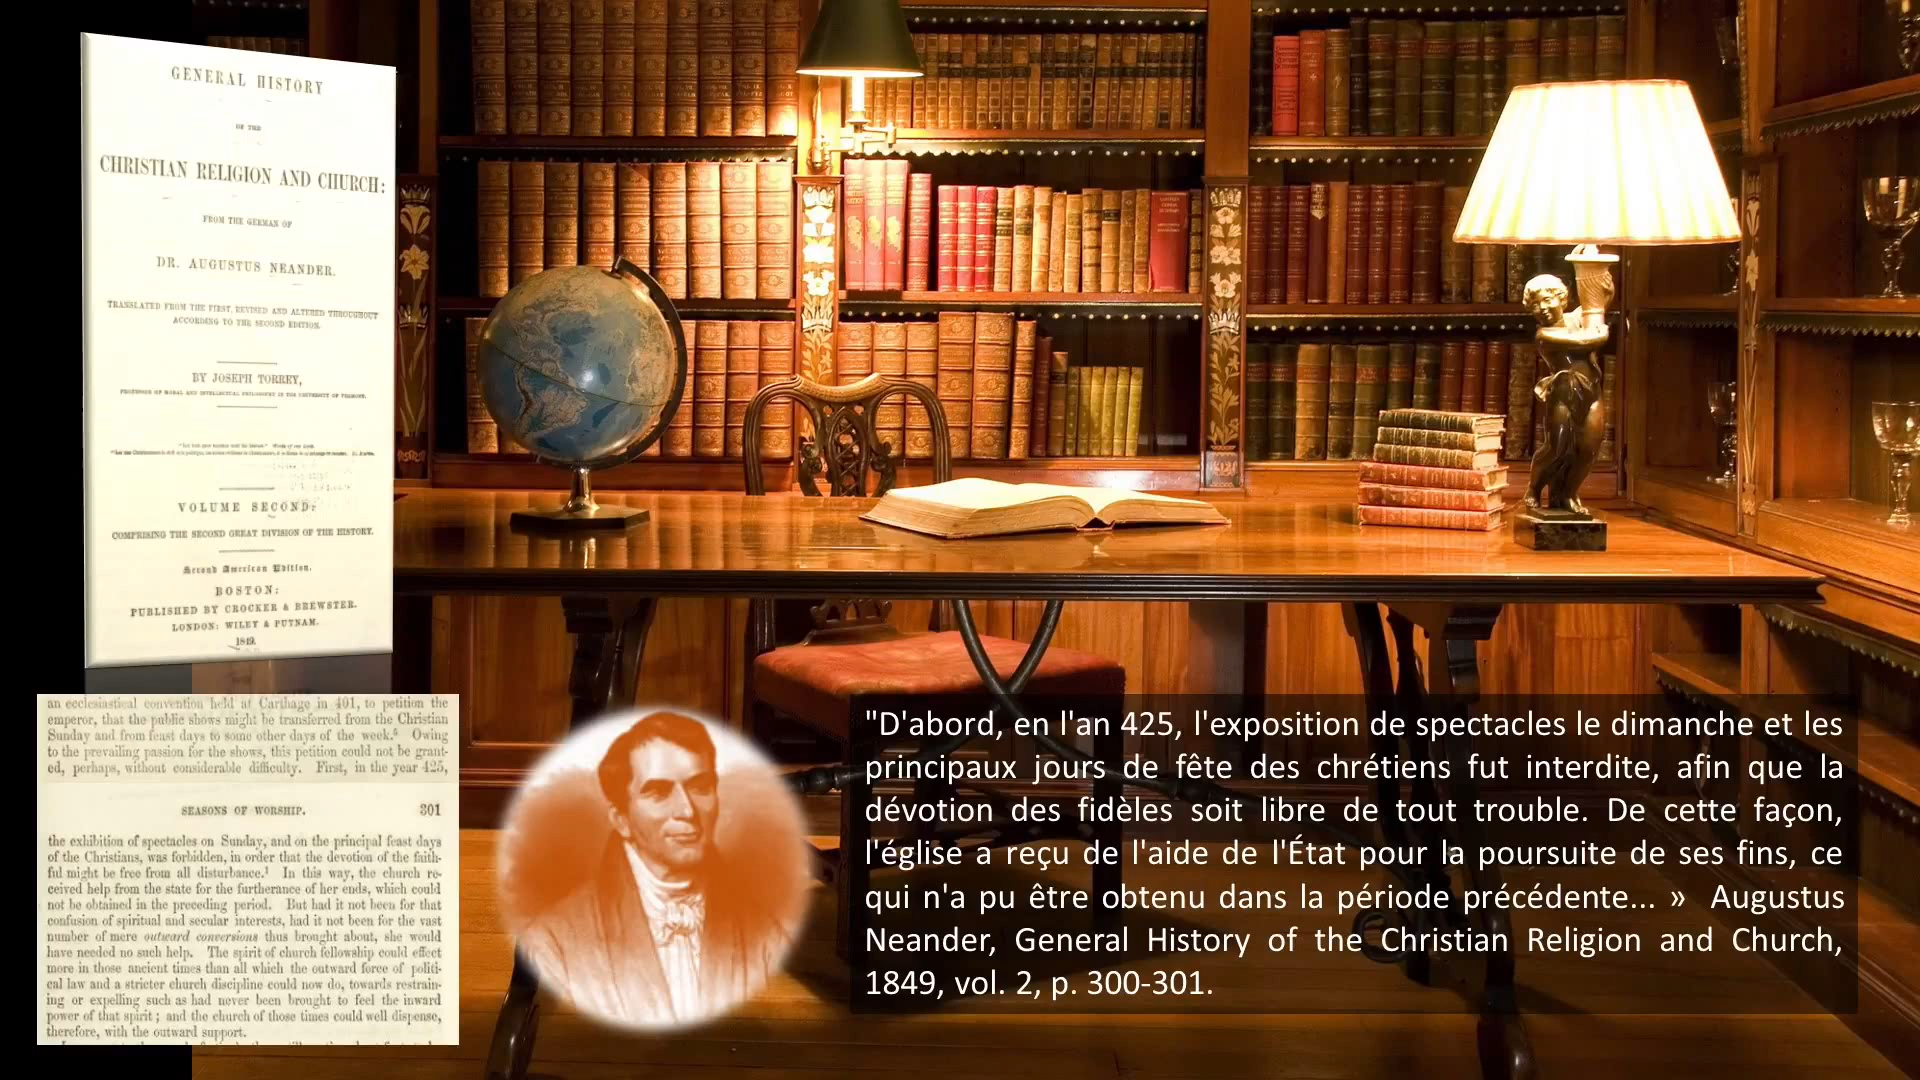 GENERAL HISTORY
OF THE
CHRISTIAN RELIGION AND CHURCH:
FROM THE GERMAN OF
DR. AUGUSTUS NEANDER.
TRANSLATED FROM THE FIRST, REVISED AND ALTERED THROUGHOUT
ACCORDING TO THE SECOND EDITION.
BY JOSEPH TORREY,
PROFESSOR OF MORAL AND INTELLECTUAL PHILOSOPHY IN THE UNIVERSITY OF VERMONT.
VOLUME SECOND:
COMPRISING THE SECOND GREAT DIVISION OF THE HISTORY.
Second American Edition.
BOSTON:
PUBLISHED BY CROCKER & BREWSTER.
LONDON: WILEY & PUTNAM.
1849.
an ecclesiastical convention held at Carthage in 401, to petition the
emperor, that the public shows might be transferred from the Christian
Sunday and from feast days to some other days of the week.⁵ Owing
to the prevailing passion for the shows, this petition could not be grant-
ed, perhaps, without considerable difficulty. First, in the year 425,
SEASONS OF WORSHIP. 301
the exhibition of spectacles on Sunday, and on the principal feast days
of the Christians, was forbidden, in order that the devotion of the faith-
ful might be free from all disturbance.¹ In this way, the church re-
ceived help from the state for the furtherance of her ends, which could
not be obtained in the preceding period. But had it not been for that
confusion of spiritual and secular interests, had it not been for the vast
number of mere outward conversions thus brought about, she would
have needed no such help. The spirit of church fellowship could effect
more in those ancient times than all which the outward force of politi-
cal law and a stricter church discipline could now do, towards restrain-
ing or expelling such as had never been brought to feel the inward
power of that spirit; and the church of those times could well dispense,
therefore, with the outward support.
"D'abord, en l'an 425, l'exposition de spectacles le dimanche et les
principaux jours de fête des chrétiens fut interdite, afin que la
dévotion des fidèles soit libre de tout trouble. De cette façon,
l'église a reçu de l'aide de l'État pour la poursuite de ses fins, ce
qui n'a pu être obtenu dans la période précédente... » Augustus
Neander, General History of the Christian Religion and Church,
1849, vol. 2, p. 300-301.